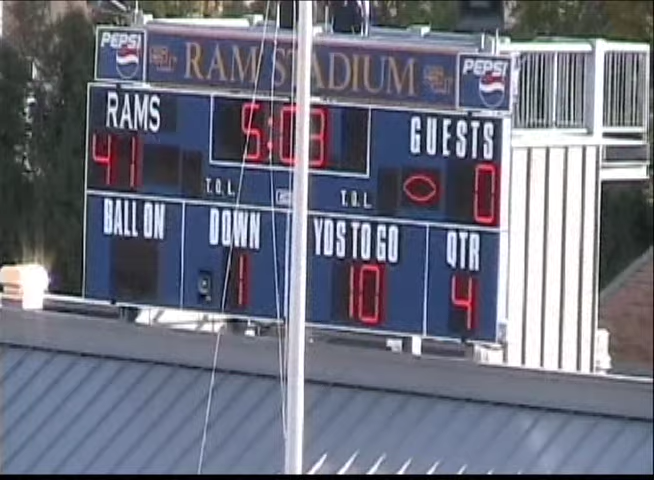 PEPSI RAM STADIUM PEPSI
RAMS 5:03 GUESTS
41 0
T.O.L. T.O.L.
BALL ON DOWN YDS TO GO QTR
1 10 4